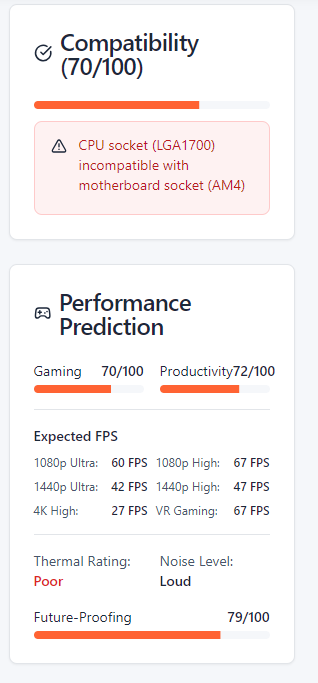 Compatibility
(70/100)
CPU socket (LGA1700)
incompatible with
motherboard socket (AM4)
Performance
Prediction
Gaming 70/100 Productivity72/100
Expected FPS
1080p Ultra: 60 FPS 1080p High: 67 FPS
1440p Ultra: 42 FPS 1440p High: 47 FPS
4K High: 27 FPS VR Gaming: 67 FPS
Thermal Rating: Noise Level:
Poor Loud
Future-Proofing 79/100